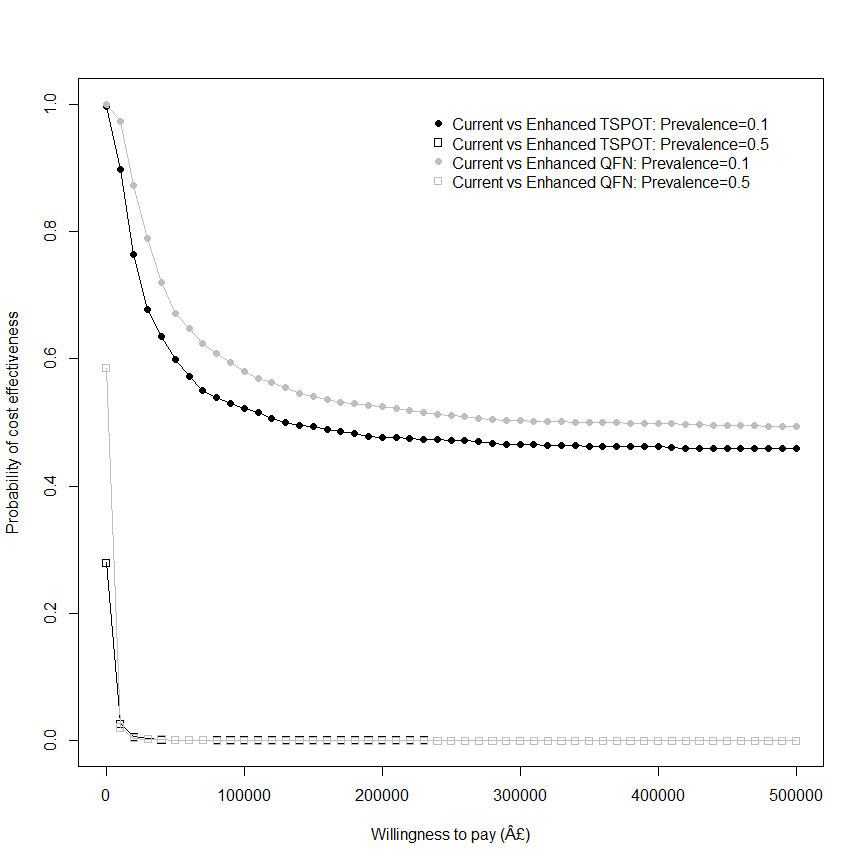 Current vs Enhanced TSPOT: Prevalence=0.1
Current vs Enhanced TSPOT: Prevalence=0.5
Current vs Enhanced QFN: Prevalence=0.1
Current vs Enhanced QFN: Prevalence=0.5
Probability of cost effectiveness
1.0
0.8
0.6
0.4
0.2
0.0
0 100000 200000 300000 400000 500000
Willingness to pay (Â£)